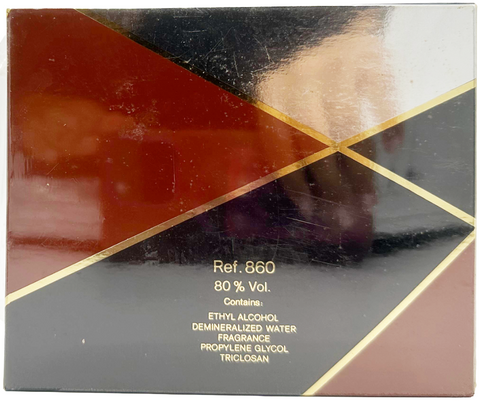 Ref. 860
80 % Vol.
Contains:
ETHYL ALCOHOL
DEMINERALIZED WATER
FRAGRANCE
PROPYLENE GLYCOL
TRICLOSAN